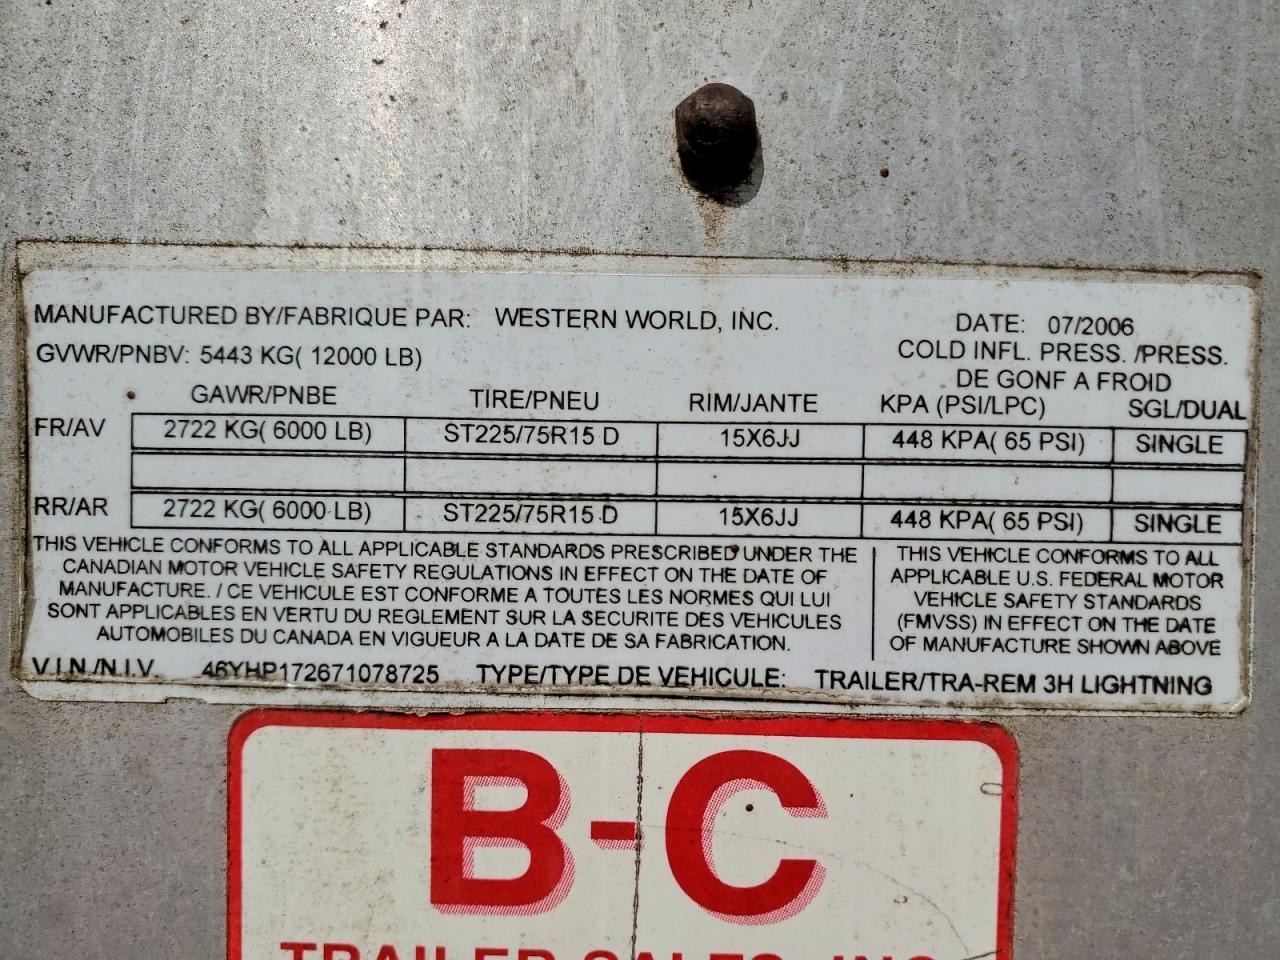 MANUFACTURED BY/FABRIQUE PAR: WESTERN WORLD, INC. DATE: 07/2006
GVWR/PNBV: 5443 KG( 12000 LB) COLD INFL. PRESS. /PRESS.
DE GONF A FROID
GAWR/PNBE TIRE/PNEU RIM/JANTE KPA (PSI/LPC) SGL/DUAL
FR/AV 2722 KG( 6000 LB) ST225/75R15 D 15X6JJ 448 KPA( 65 PSI) SINGLE
RR/AR 2722 KG( 6000 LB) ST225/75R15 D 15X6JJ 448 KPA( 65 PSI) SINGLE
THIS VEHICLE CONFORMS TO ALL APPLICABLE STANDARDS PRESCRIBED UNDER THE
CANADIAN MOTOR VEHICLE SAFETY REGULATIONS IN EFFECT ON THE DATE OF
MANUFACTURE. / CE VEHICULE EST CONFORME A TOUTES LES NORMES QUI LUI
SONT APPLICABLES EN VERTU DU REGLEMENT SUR LA SECURITE DES VEHICULES
AUTOMOBILES DU CANADA EN VIGUEUR A LA DATE DE SA FABRICATION.
THIS VEHICLE CONFORMS TO ALL
APPLICABLE U.S. FEDERAL MOTOR
VEHICLE SAFETY STANDARDS
(FMVSS) IN EFFECT ON THE DATE
OF MANUFACTURE SHOWN ABOVE
V.I.N./N.I.V. 46YHP172671078725 TYPE/TYPE DE VEHICULE: TRAILER/TRA-REM 3H LIGHTNING
B-C
TRAILER SALES, INC